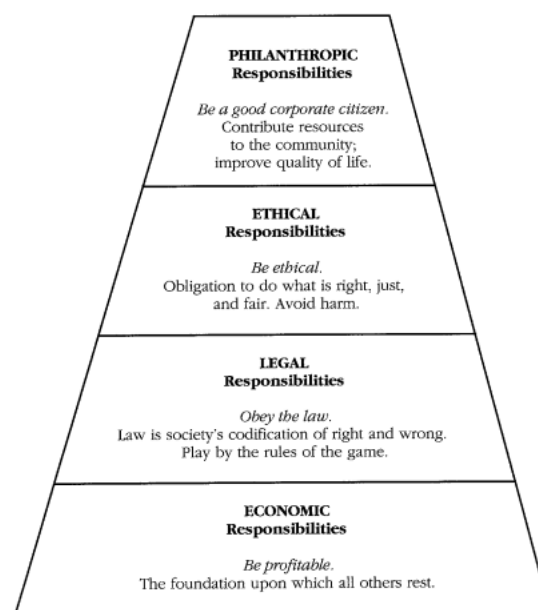 PHILANTHROPIC
Responsibilities
Be a good corporate citizen.
Contribute resources
to the community;
improve quality of life.
ETHICAL
Responsibilities
Be ethical.
Obligation to do what is right, just,
and fair. Avoid harm.
LEGAL
Responsibilities
Obey the law.
Law is society's codification of right and wrong.
Play by the rules of the game.
ECONOMIC
Responsibilities
Be profitable.
The foundation upon which all others rest.